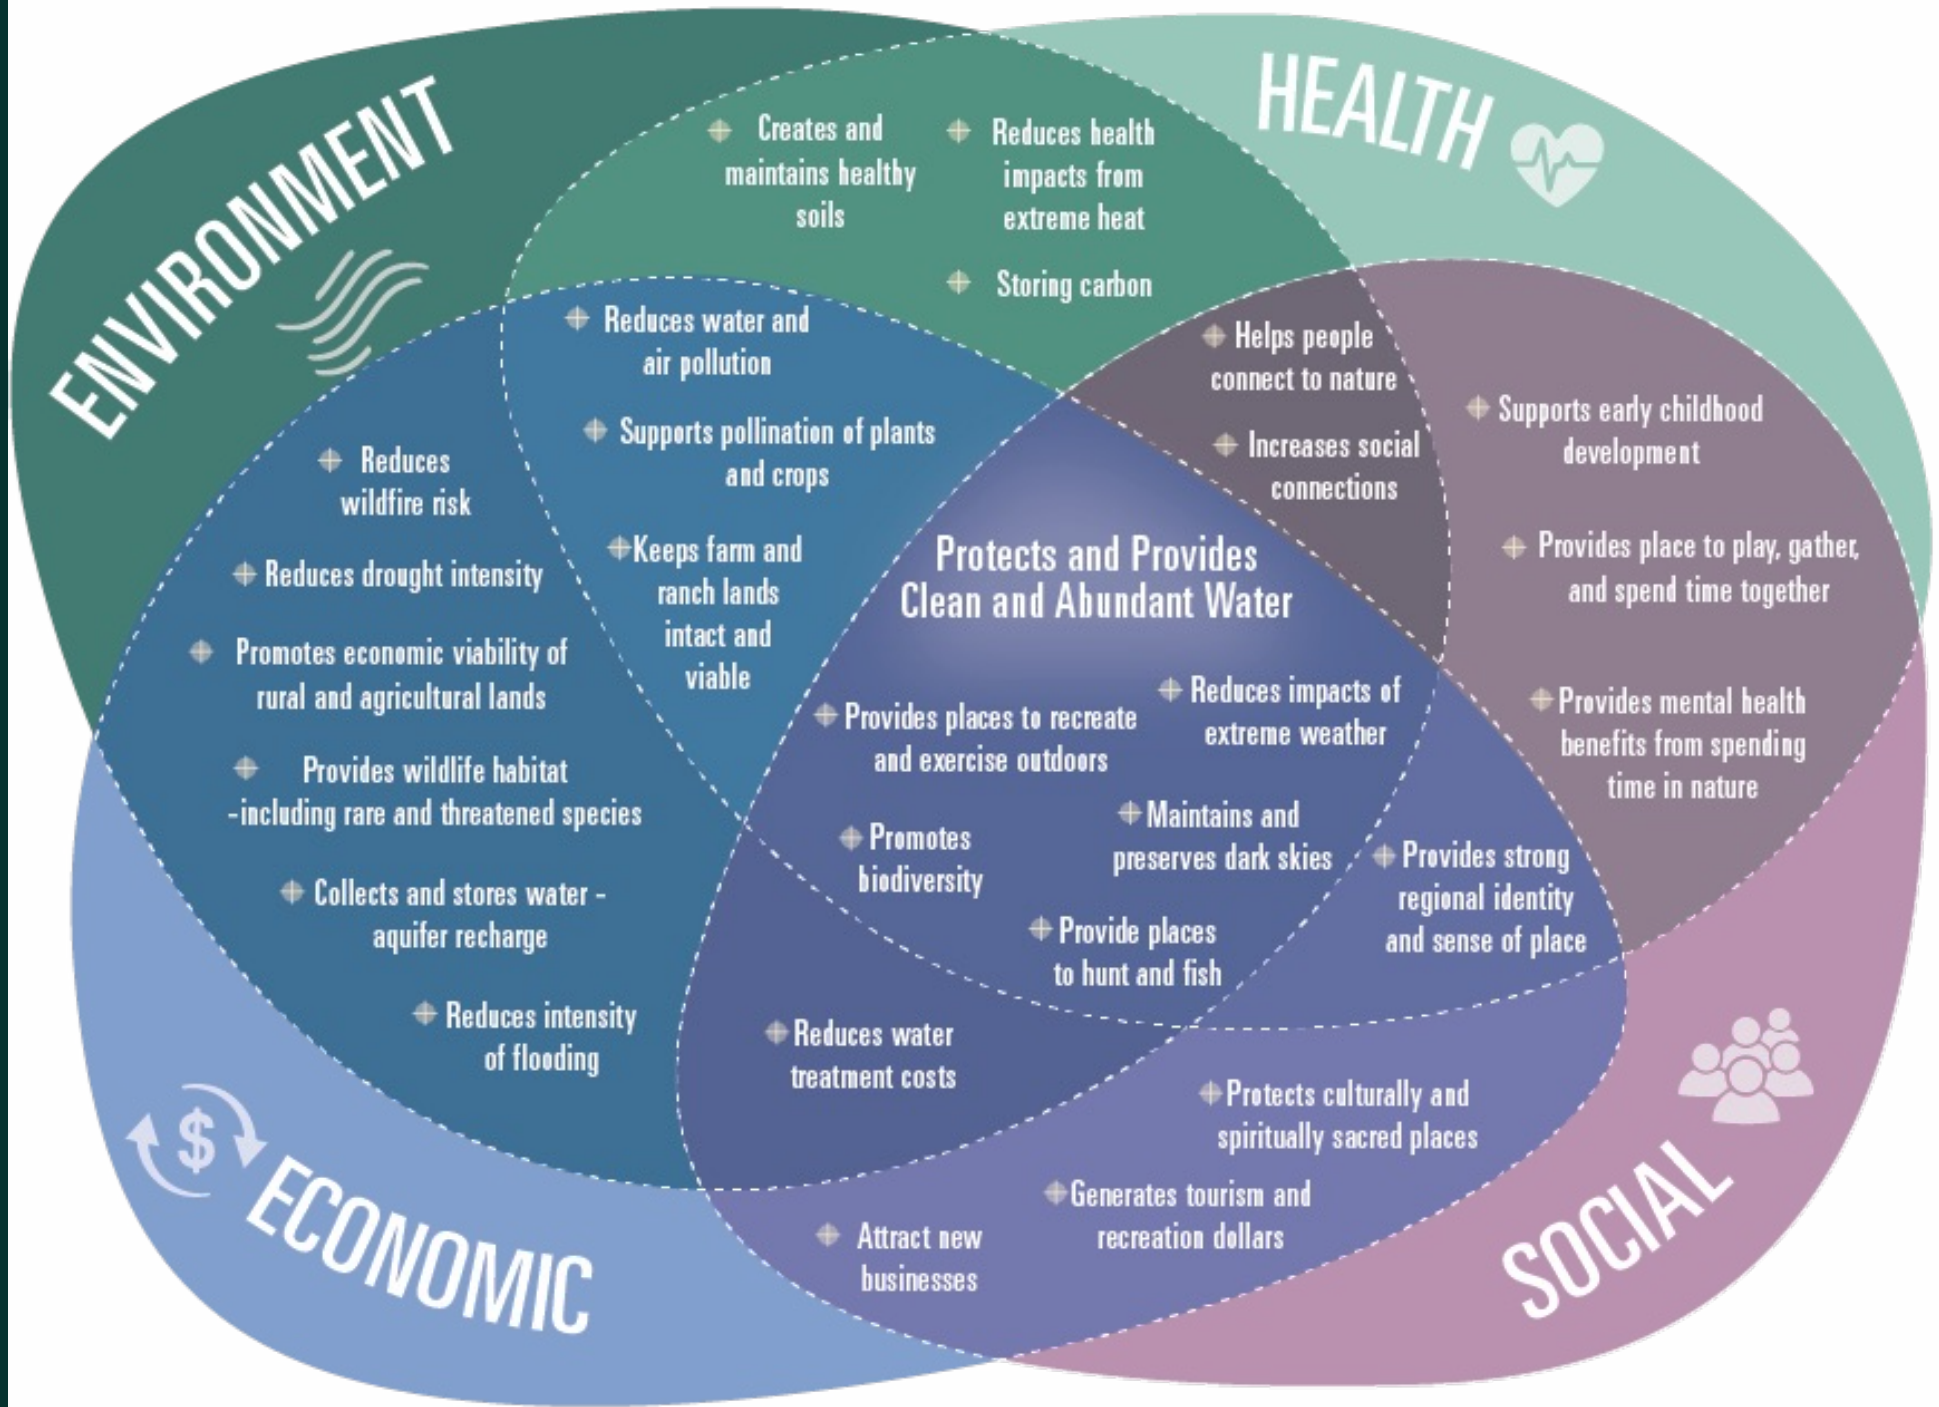 ENVIRONMENT
HEALTH
Creates and
maintains healthy
soils
Reduces health
impacts from
extreme heat
Storing carbon
Reduces water and
air pollution
Supports pollination of plants
and crops
Keeps farm and
ranch lands
intact and
viable
Helps people
connect to nature
Increases social
connections
Supports early childhood
development
Provides place to play, gather,
and spend time together
Provides mental health
benefits from spending
time in nature
Reduces
wildfire risk
Reduces drought intensity
Promotes economic viability of
rural and agricultural lands
Provides wildlife habitat
-including rare and threatened species
Collects and stores water -
aquifer recharge
Reduces intensity
of flooding
Protects and Provides
Clean and Abundant Water
Reduces impacts of
extreme weather
Provides places to recreate
and exercise outdoors
Maintains and
preserves dark skies
Promotes
biodiversity
Provide places
to hunt and fish
Provides strong
regional identity
and sense of place
Reduces water
treatment costs
Protects culturally and
spiritually sacred places
Generates tourism and
recreation dollars
Attract new
businesses
$
ECONOMIC
SOCIAL